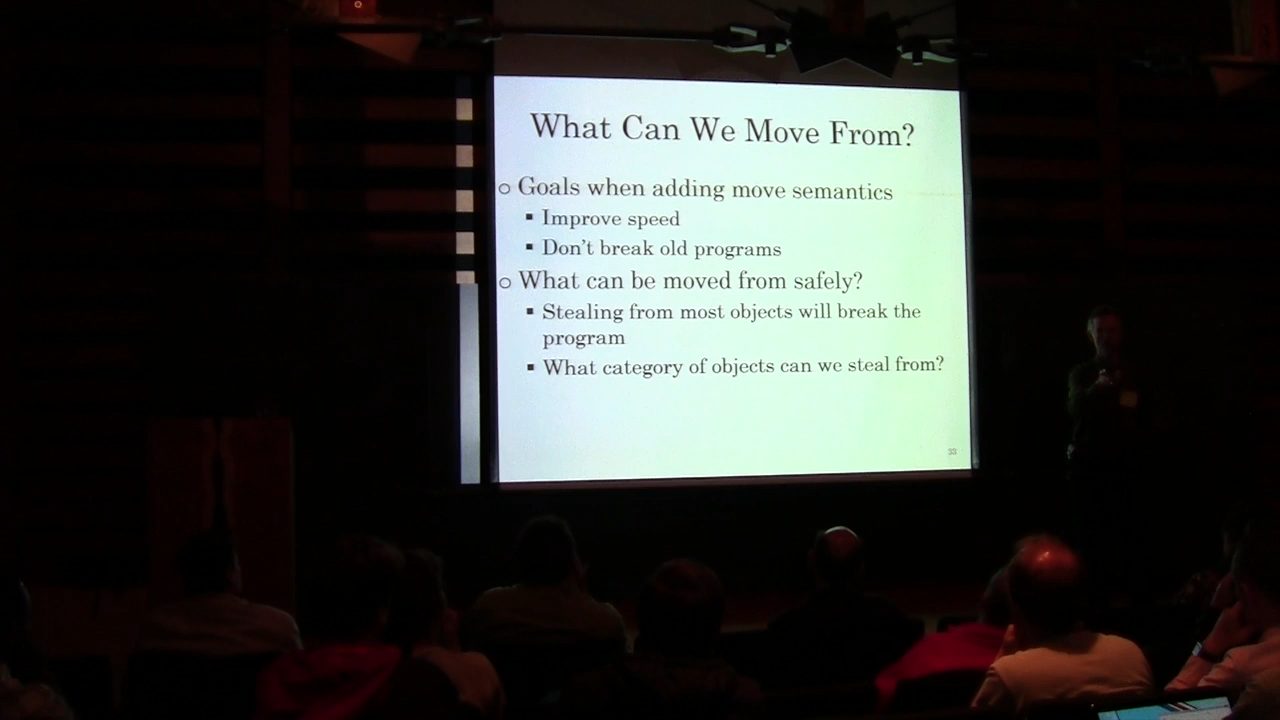 What Can We Move From?
○ Goals when adding move semantics
▪ Improve speed
▪ Don't break old programs
○ What can be moved from safely?
▪ Stealing from most objects will break the
program
▪ What category of objects can we steal from?
33